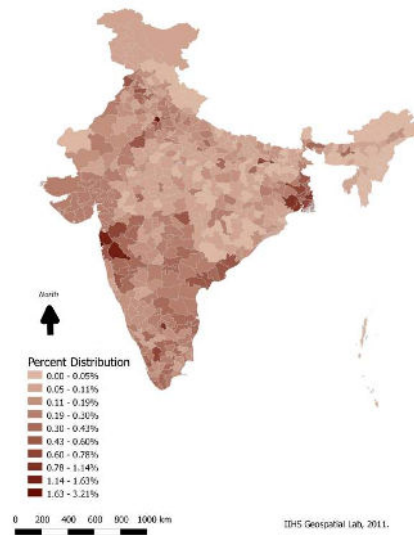 North
Percent Distribution
0.00 - 0.05%
0.05 - 0.11%
0.11 - 0.19%
0.19 - 0.30%
0.30 - 0.43%
0.43 - 0.60%
0.60 - 0.78%
0.78 - 1.14%
1.14 - 1.63%
1.63 - 3.21%
0 200 400 600 800 1000 km
IIHS Geospatial Lab, 2011.